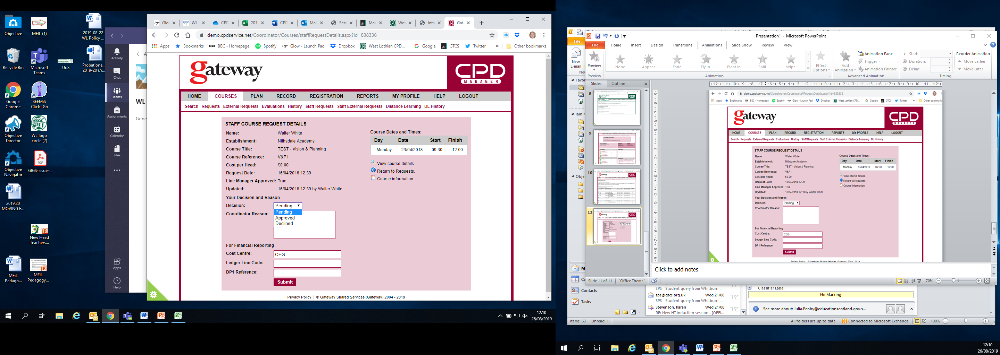 Objective
MFIL (1)
2019_08_22
WL Policy ...
Recycle Bin
Microsoft
Teams
UoS
Probatione...
2019-20 (A...
Google
Chrome
SEEMiS
Click+Go
Objective
Director
WL logo
circle (2)
Objective
Navigator
GIGS-issue-...
2019.20
MOVING F...
New Head
Teachers...
MFiL
Pedago...
MFiL
Pedagogy...
Activity
Chat
Teams
Assignments
Calendar
Files
Apps
Help
WL
Gene
Glo
WL
CPD
2019
CPD
Mail
Serv
Mar
Wes
Intr
Gat
demo.cpdservice.net/Coordinator/Courses/staffRequestDetails.aspx?id=838336
Apps Bookmarks BBC - Homepage Spotify Glow - Launch Pad Dropbox West Lothian CPD... Google GTCS Twitter » Other bookmarks
gateway
CPD
MANAGER
HOME COURSES PLAN RECORD REGISTRATION REPORTS MY PROFILE HELP LOGOUT
Search Requests External Requests Evaluations History Staff Requests Staff External Requests Distance Learning DL History
STAFF COURSE REQUEST DETAILS
Name: Walter White
Establishment: Nithsdale Academy
Course Title: TEST - Vision & Planning
Course Reference: V&P1
Cost per Head: £0.00
Request Date: 16/04/2018 12:39
Line Manager Approved: True
Updated: 16/04/2018 12:39 by Walter White
Course Dates and Times:
Day Date Start Finish
Monday 23/04/2018 09:30 12:00
View course details.
Return to Requests.
Course information.
Your Decision and Reason
Decision: Pending
Pending
Approved
Declined
Coordinator Reason:
For Financial Reporting
Cost Centre: CEG
Ledger Line Code:
DP1 Reference:
Submit
Privacy Policy | © Gateway Shared Services (Gateway) 2004 - 2019
12:10
26/08/2019
Presentation1 - Microsoft PowerPoint
File Home Insert Design Transitions Animations Slide Show Review View
Preview
None Appear Fade Fly In Float In Split Wipe
Effect
Options
Add
Animation
Animation Pane
Trigger
Animation Painter
Start:
Duration:
Delay:
Reorder Animation
Move Earlier
Move Later
Preview Animation Advanced Animation Timing
File
New
E-mail
New
Favor
Iain.M
Objec
Ma
Ca
Contacts
Tasks
Slides Outline
8
9
10
11
demo.cpdservice.net/Coordinator/Courses/staffRequestDetails.aspx?id=838336
Apps Bookmarks BBC - Homepage Spotify Glow - Launch Pad Dropbox West Lothian CPD... Google GTCS Twitter » Other bookmarks
gateway
CPD
MANAGER
HOME COURSES PLAN RECORD REGISTRATION REPORTS MY PROFILE HELP LOGOUT
Search Requests External Requests Evaluations History Staff Requests Staff External Requests Distance Learning DL History
STAFF COURSE REQUEST DETAILS
Name: Walter White
Establishment: Nithsdale Academy
Course Title: TEST - Vision & Planning
Course Reference: V&P1
Cost per Head: £0.00
Request Date: 16/04/2018 12:39
Line Manager Approved: True
Updated: 16/04/2018 12:39 by Walter White
Course Dates and Times:
Day Date Start Finish
Monday 23/04/2018 09:30 12:00
View course details.
Return to Requests.
Course information.
Your Decision and Reason
Decision: Pending
Coordinator Reason:
For Financial Reporting
Cost Centre: CEG
Ledger Line Code:
DP1 Reference:
Submit
Privacy Policy | © Gateway Shared Services (Gateway) 2004 - 2019
Click to add notes
Slide 11 of 11 "Office Theme" 70%
SPS - Student query from Whitburn ...
sps@gtcs.org.uk Wed 21/08
SPS - Student query from Whitburn ...
Stevenson, Karen Wed 21/08
RE: New HT induction session - [OFFI...
Classifier Label
No Marking
See more about: Julia.Fenby@educationscotland.gov.s...
Items: 63 Unread: 1
All folders are up to date. Connected to Microsoft Exchange 100%
12:10
26/08/2019